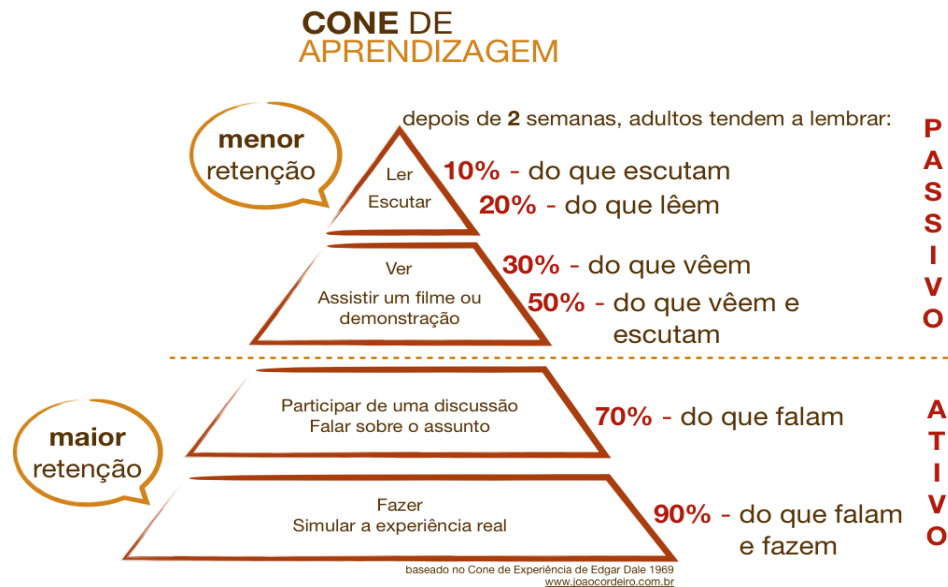 CONE DE
APRENDIZAGEM
depois de 2 semanas, adultos tendem a lembrar:
menor
retenção
Ler
Escutar
10% - do que escutam
20% - do que lêem
Ver
Assistir um filme ou
demonstração
30% - do que vêem
50% - do que vêem e
escutam
PASSIVO
maior
retenção
Participar de uma discussão
Falar sobre o assunto
70% - do que falam
Fazer
Simular a experiência real
90% - do que falam
e fazem
ATIVO
baseado no Cone de Experiência de Edgar Dale 1969
www.joaocordeiro.com.br